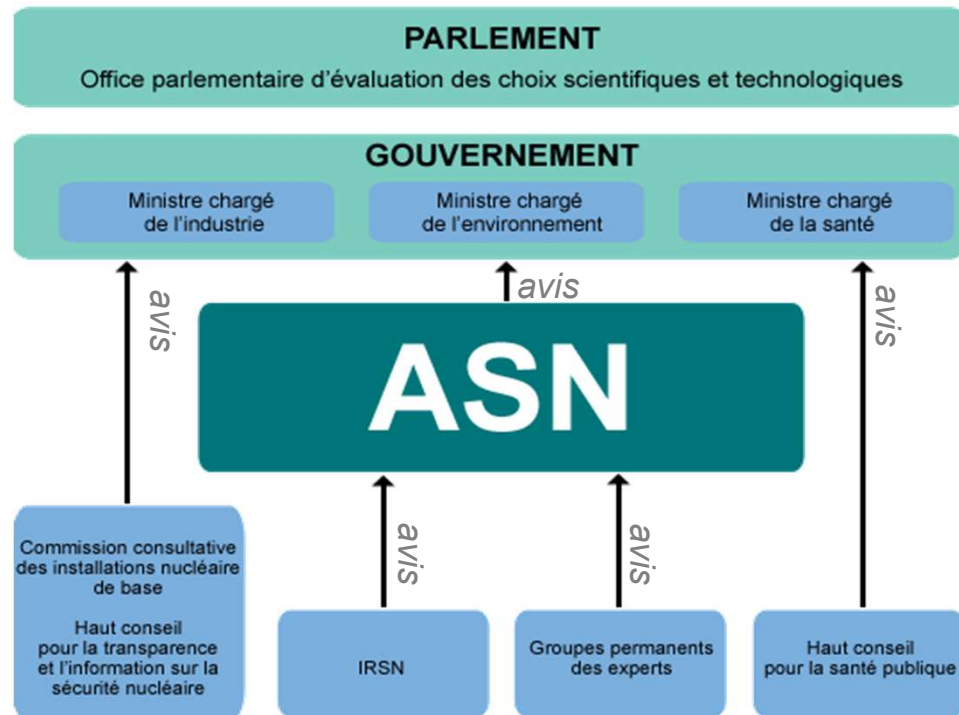 PARLEMENT
Office parlementaire d'évaluation des choix scientifiques et technologiques
GOUVERNEMENT
Ministre chargé
de l'industrie
Ministre chargé
de l'environnement
Ministre chargé
de la santé
avis
avis
avis
ASN
avis
avis
Commission consultative
des installations nucléaire
de base
Haut conseil
pour la transparence
et l'information sur la
sécurité nucléaire
IRSN
Groupes permanents
des experts
Haut conseil
pour la santé publique